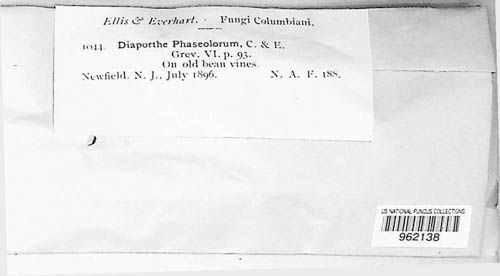 Ellis & Everhart. Fungi Columbiani.
1044. Diaporthe Phaseolorum, C. & E.
Grev. VI. p. 93.
On old bean vines.
Newfield, N. J., July 1896. N. A. F. 188.
US NATIONAL FUNGUS COLLECTIONS
962138